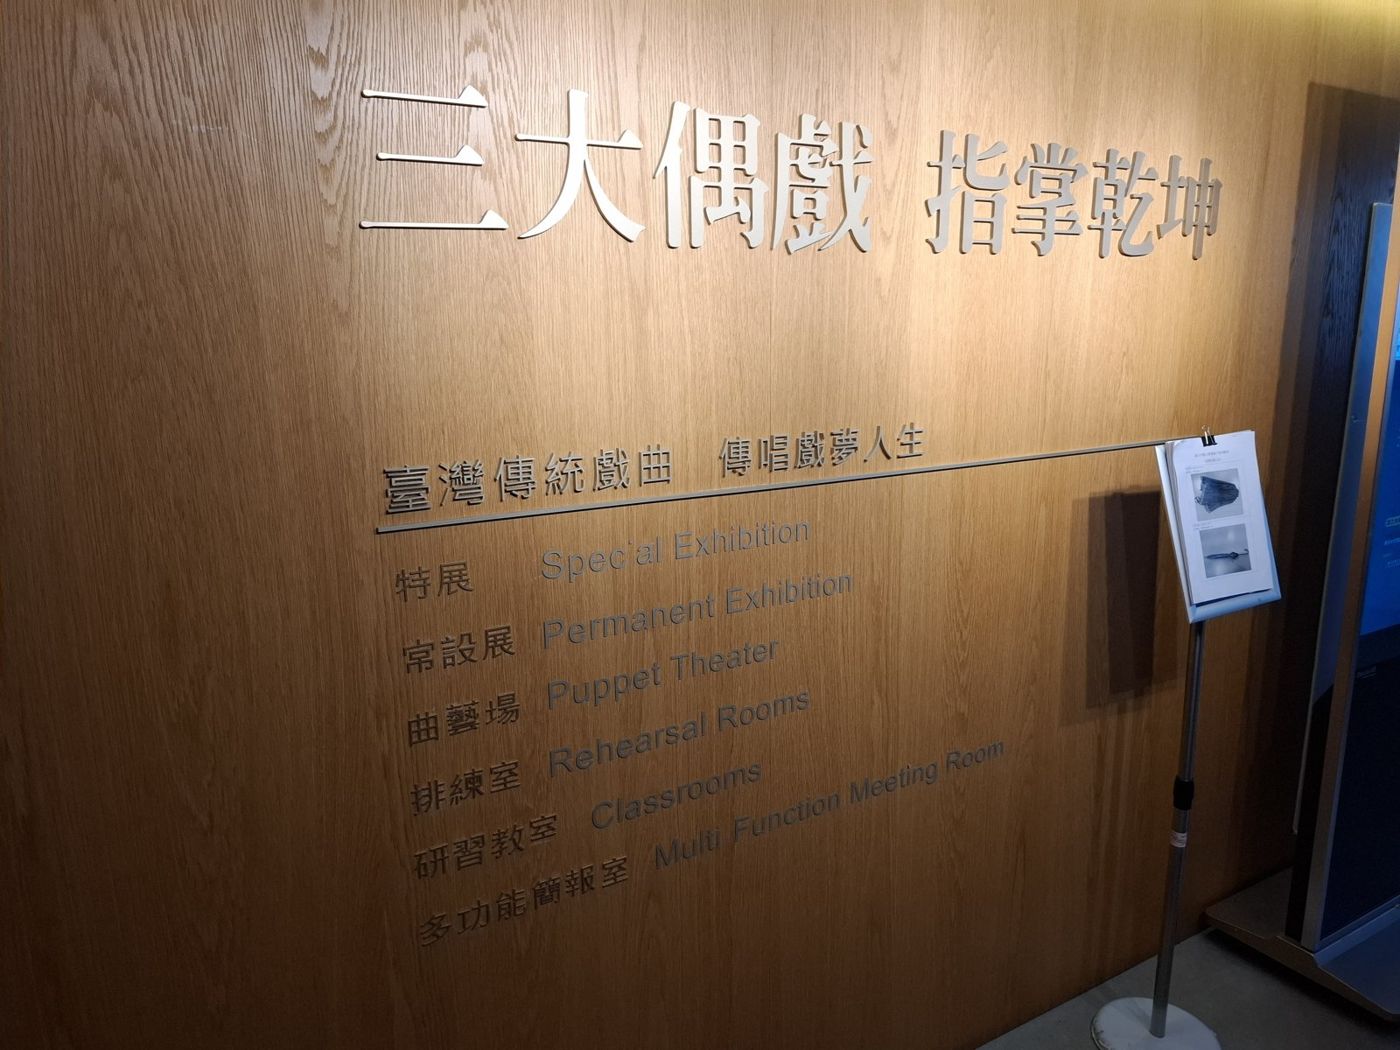 三大偶戲 指掌乾坤
臺灣傳統戲曲 傳唱戲夢人生
特展 Special Exhibition
常設展 Permanent Exhibition
曲藝場 Puppet Theater
排練室 Rehearsal Rooms
研習教室 Classrooms
多功能簡報室 Multi Function Meeting Room